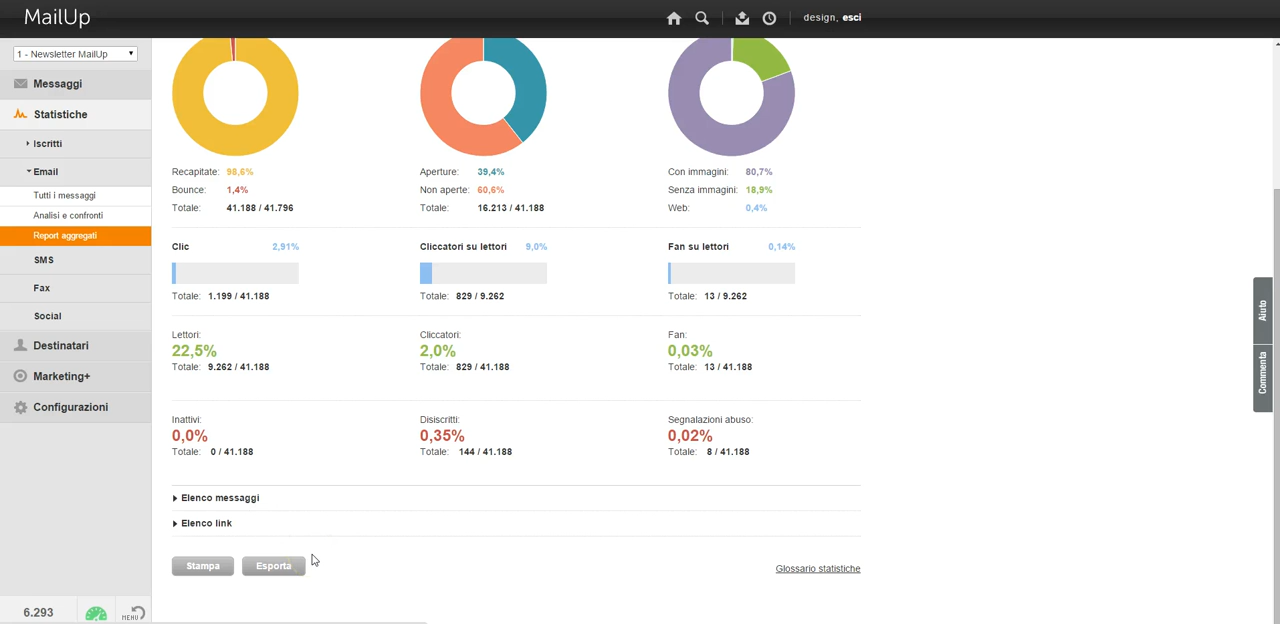 MailUp
design, esci
1 - Newsletter MailUp
Messaggi
Statistiche
Iscritti
Email
Tutti i messaggi
Analisi e confronti
Report aggregati
SMS
Fax
Social
Destinatari
Marketing+
Configurazioni
6.293
MENU
Recapitate: 98,6%
Bounce: 1,4%
Totale: 41.188 / 41.796
Aperture: 39,4%
Non aperte: 60,6%
Totale: 16.213 / 41.188
Con immagini: 80,7%
Senza immagini: 18,9%
Web: 0,4%
Clic 2,91%
Totale: 1.199 / 41.188
Cliccatori su lettori 9,0%
Totale: 829 / 9.262
Fan su lettori 0,14%
Totale: 13 / 9.262
Lettori:
22,5%
Totale: 9.262 / 41.188
Cliccatori:
2,0%
Totale: 829 / 41.188
Fan:
0,03%
Totale: 13 / 41.188
Inattivi:
0,0%
Totale: 0 / 41.188
Disiscritti:
0,35%
Totale: 144 / 41.188
Segnalazioni abuso:
0,02%
Totale: 8 / 41.188
Elenco messaggi
Elenco link
Stampa
Esporta
Glossario statistiche
Aiuto
Commenta